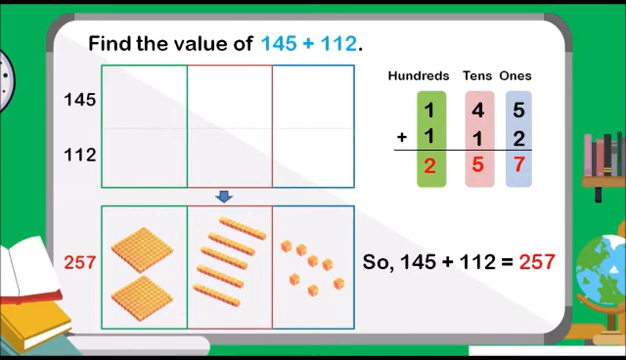 Find the value of 145 + 112.
145
112
257
Hundreds Tens Ones
1 4 5
+ 1 1 2
2 5 7
So, 145 + 112 = 257